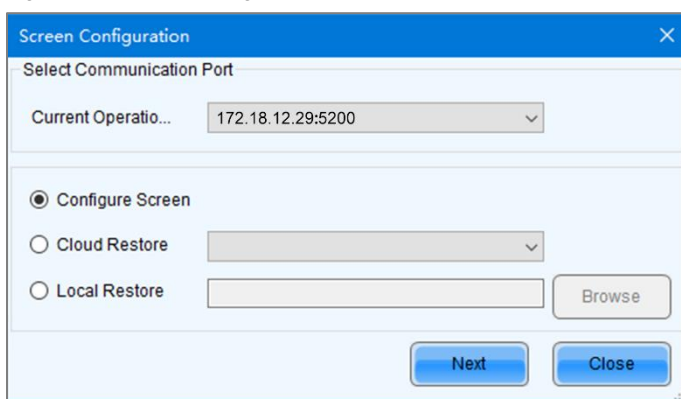 Screen Configuration
Select Communication Port
Current Operatio... 172.18.12.29:5200
Configure Screen
Cloud Restore
Local Restore Browse
Next Close